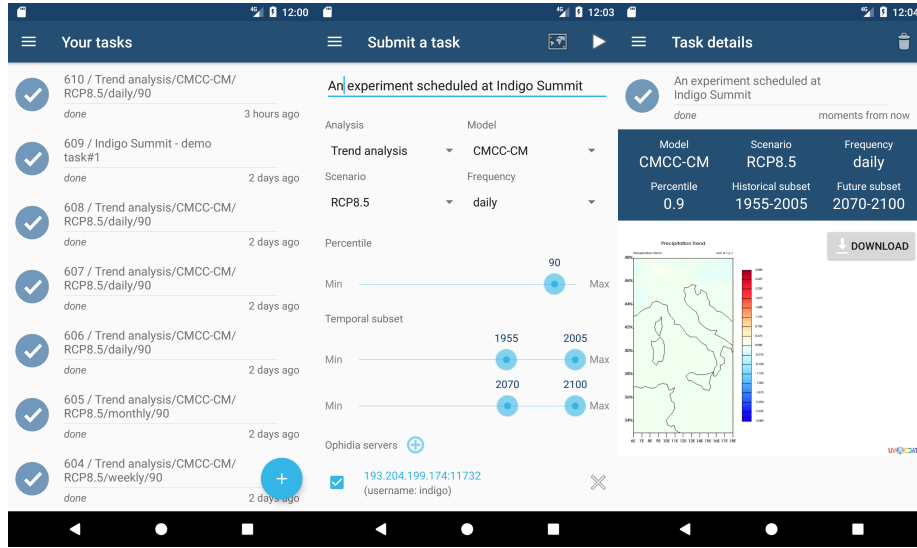 12:00
Your tasks
610 / Trend analysis/CMCC-CM/
RCP8.5/daily/90
done 3 hours ago
609 / Indigo Summit - demo
task#1
done 2 days ago
608 / Trend analysis/CMCC-CM/
RCP8.5/daily/90
done 2 days ago
607 / Trend analysis/CMCC-CM/
RCP8.5/daily/90
done 2 days ago
606 / Trend analysis/CMCC-CM/
RCP8.5/daily/90
done 2 days ago
605 / Trend analysis/CMCC-CM/
RCP8.5/monthly/90
done 2 days ago
604 / Trend analysis/CMCC-CM/
RCP8.5/weekly/90
done 2 days ago
4G 12:03
Submit a task
An experiment scheduled at Indigo Summit
Analysis Model
Trend analysis CMCC-CM
Scenario Frequency
RCP8.5 daily
Percentile
90
Min Max
Temporal subset
1955 2005
Min Max
2070 2100
Min Max
Ophidia servers
193.204.199.174:11732
(username: indigo)
4G 12:04
Task details
An experiment scheduled at
Indigo Summit
done moments from now
Model Scenario Frequency
CMCC-CM RCP8.5 daily
Percentile Historical subset Future subset
0.9 1955-2005 2070-2100
DOWNLOAD
Precipitation Trend